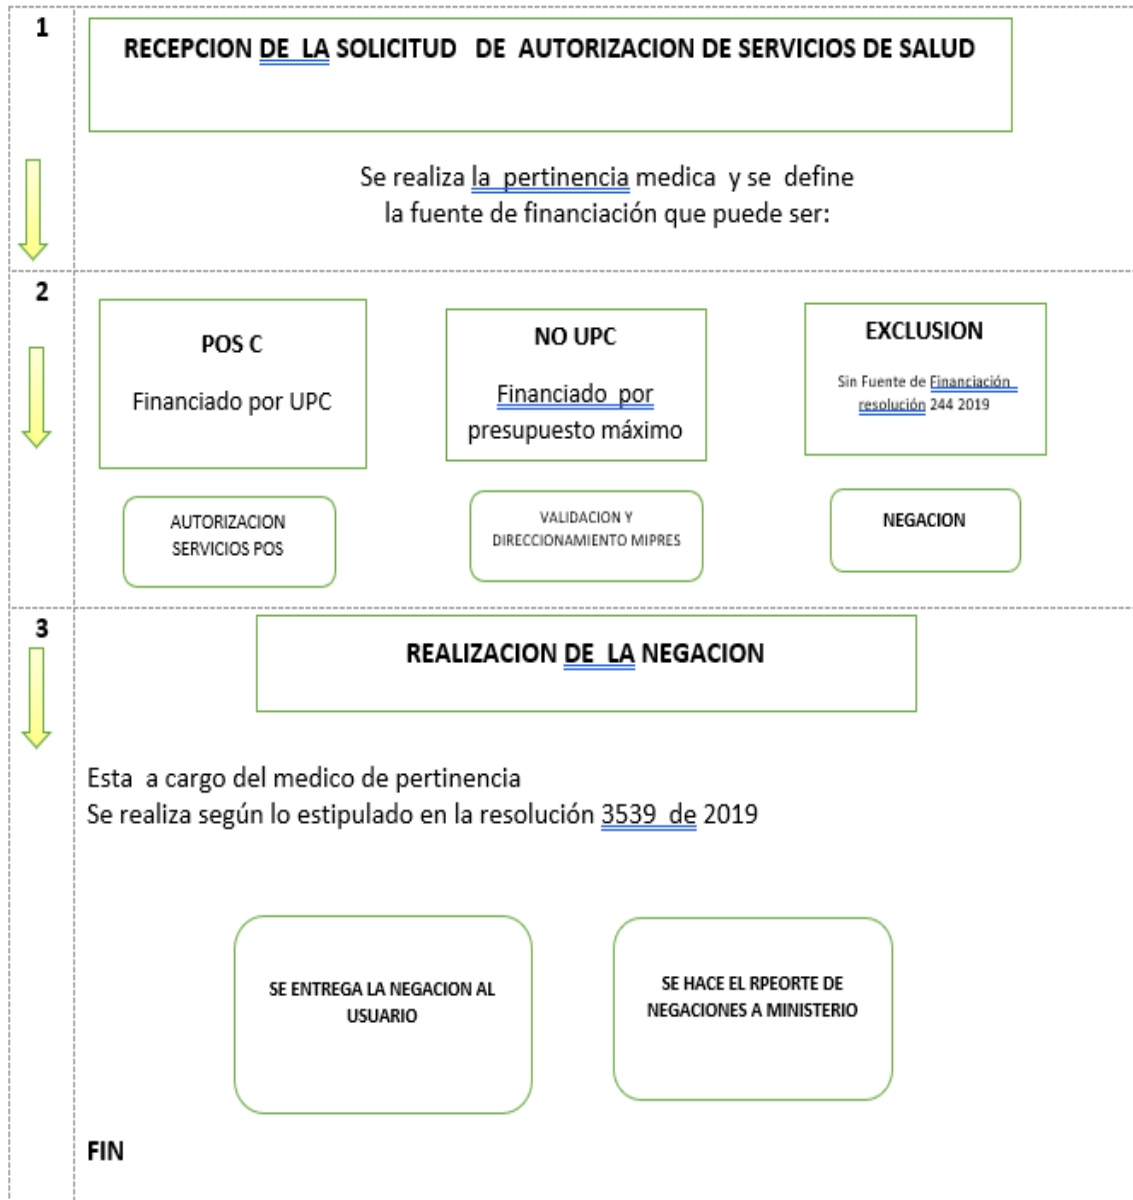 1
RECEPCION DE LA SOLICITUD DE AUTORIZACION DE SERVICIOS DE SALUD
Se realiza la pertinencia medica y se define
la fuente de financiación que puede ser:
2
POS C
Financiado por UPC
NO UPC
Financiado por
presupuesto máximo
EXCLUSION
Sin Fuente de Financiación
resolución 244 2019
AUTORIZACION
SERVICIOS POS
VALIDACION Y
DIRECCIONAMIENTO MIPRES
NEGACION
3
REALIZACION DE LA NEGACION
Esta a cargo del medico de pertinencia
Se realiza según lo estipulado en la resolución 3539 de 2019
SE ENTREGA LA NEGACION AL
USUARIO
SE HACE EL RPEORTE DE
NEGACIONES A MINISTERIO
FIN